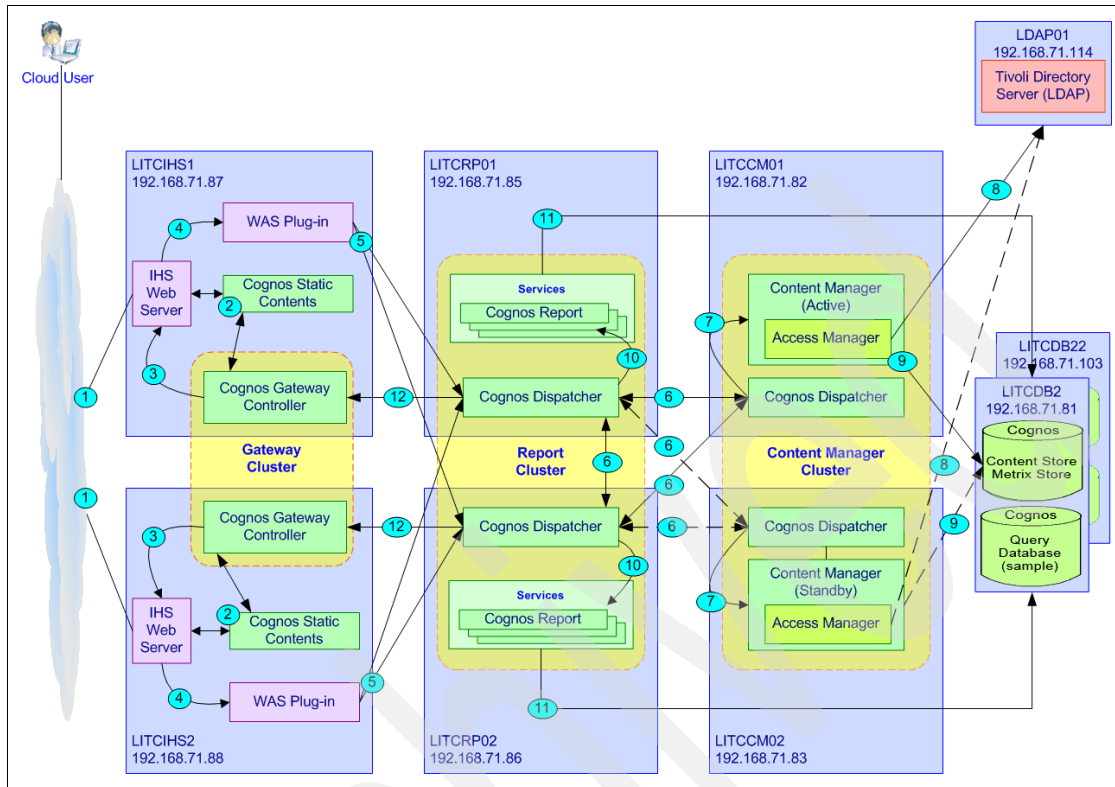 Cloud User
LDAP01
192.168.71.114
Tivoli Directory
Server (LDAP)
LITCIHS1
192.168.71.87
WAS Plug-in
4
5
IHS
Web
Server
Cognos Static
Contents
2
3
1
Cognos Gateway
Controller
12
Gateway
Cluster
1
Cognos Gateway
Controller
12
3
2
IHS
Web
Server
Cognos Static
Contents
4
WAS Plug-in
5
LITCIHS2
192.168.71.88
LITCRP01
192.168.71.85
11
Services
Cognos Report
10
Cognos Dispatcher
6
6
Report
Cluster
6
6
Cognos Dispatcher
6
10
Services
Cognos Report
11
LITCRP02
192.168.71.86
LITCCM01
192.168.71.82
8
Content Manager
(Active)
7
Access Manager
9
Cognos Dispatcher
Content Manager
Cluster
8
Cognos Dispatcher
9
Content Manager
(Standby)
7
Access Manager
LITCCM02
192.168.71.83
LITCDB22
192.168.71.103
LITCDB2
192.168.71.81
Cognos
Content Store
Metrix Store
Cognos
Query
Database
(sample)